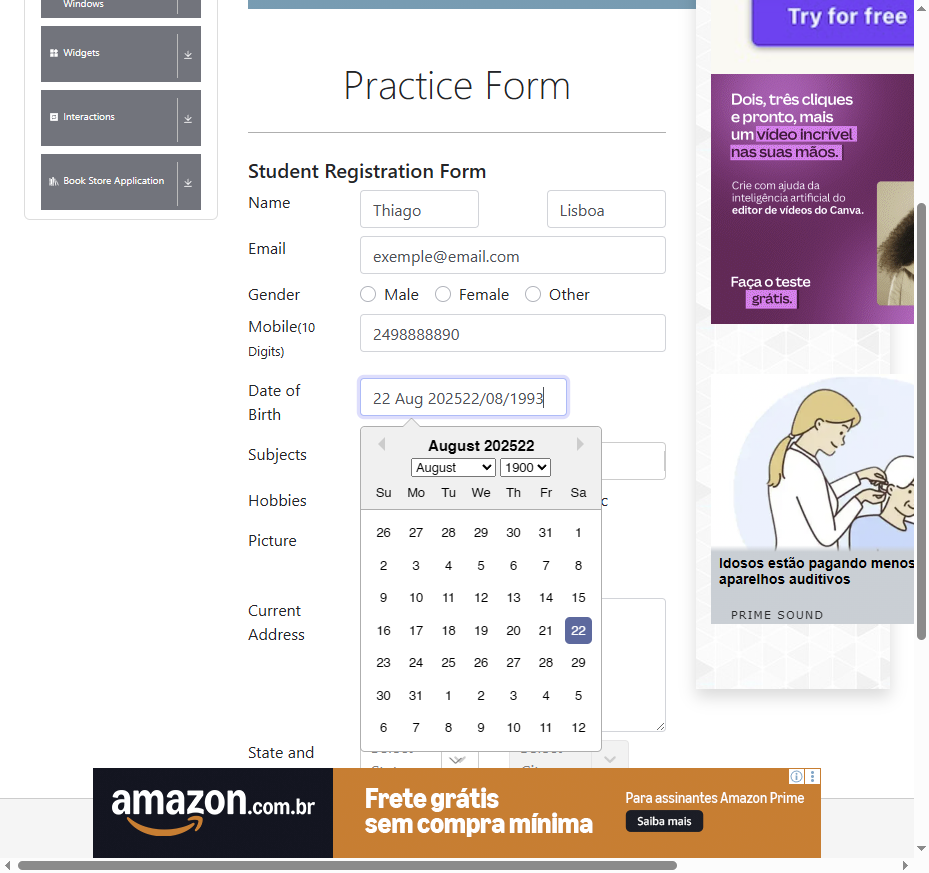 Windows
Widgets
Interactions
Book Store Application
Practice Form
Student Registration Form
Name
Thiago
Lisboa
Email
exemple@email.com
Gender
Male
Female
Other
Mobile(10
Digits)
2498888890
Date of
Birth
22 Aug 202522/08/1993
August 202522
August
1900
Su Mo Tu We Th Fr Sa
26 27 28 29 30 31 1
2 3 4 5 6 7 8
9 10 11 12 13 14 15
16 17 18 19 20 21 22
23 24 25 26 27 28 29
30 31 1 2 3 4 5
6 7 8 9 10 11 12
Subjects
Hobbies
c
Picture
Current
Address
State and
Try for free
Dois, três cliques
e pronto, mais
um vídeo incrível
nas suas mãos.
Crie com ajuda da
inteligência artificial do
editor de vídeos do Canva.
Faça o teste
grátis.
Idosos estão pagando menos
aparelhos auditivos
PRIME SOUND
amazon.com.br
Frete grátis
sem compra mínima
Para assinantes Amazon Prime
Saiba mais